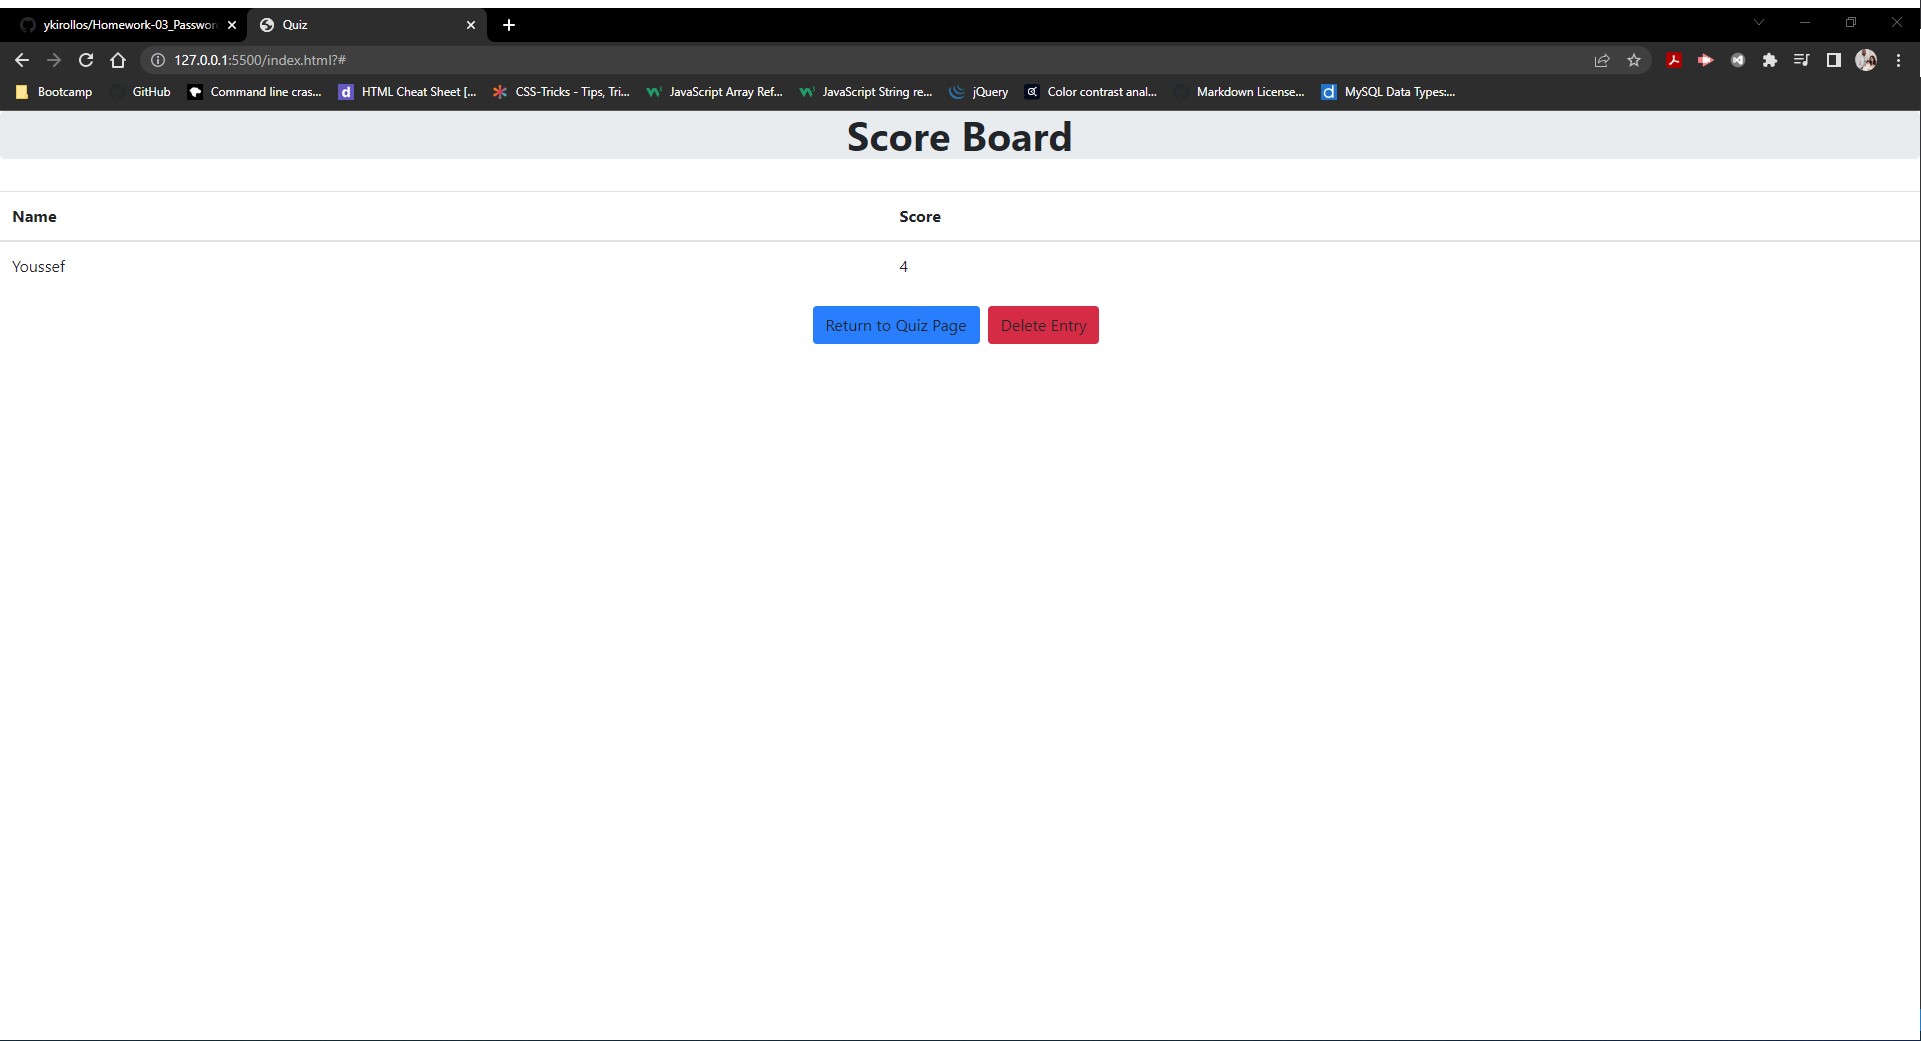 ykirollos/Homework-03_Passwor
Quiz
127.0.0.1:5500/index.html?#
Bootcamp GitHub Command line cras... HTML Cheat Sheet [... CSS-Tricks - Tips, Tri... JavaScript Array Ref... JavaScript String re... jQuery Color contrast anal... Markdown License... MySQL Data Types:...
Score Board
Name Score
Youssef 4
Return to Quiz Page Delete Entry